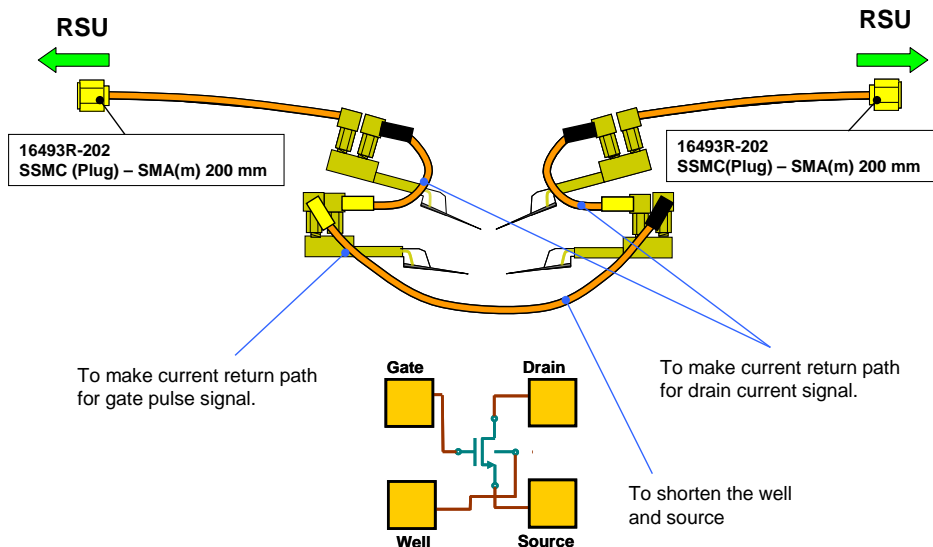 RSU
RSU
16493R-202
SSMC (Plug) – SMA(m) 200 mm
16493R-202
SSMC(Plug) – SMA(m) 200 mm
To make current return path
for gate pulse signal.
To make current return path
for drain current signal.
Gate
Drain
To shorten the well
and source
Well
Source